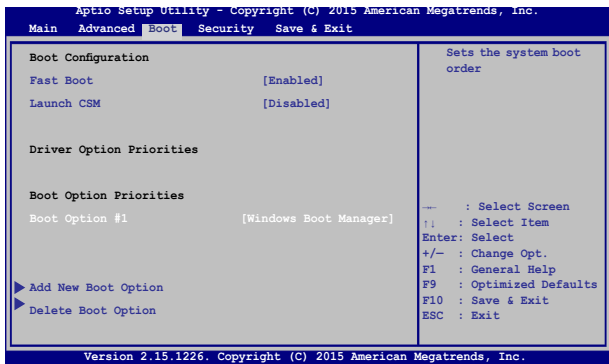 Aptio Setup Utility - Copyright (C) 2015 American Megatrends, Inc.
Main Advanced Boot Security Save & Exit
Boot Configuration
Fast Boot [Enabled]
Launch CSM [Disabled]
Driver Option Priorities
Boot Option Priorities
Boot Option #1 [Windows Boot Manager]
Add New Boot Option
Delete Boot Option
Sets the system boot
order
→← : Select Screen
↑↓ : Select Item
Enter: Select
+/— : Change Opt.
F1 : General Help
F9 : Optimized Defaults
F10 : Save & Exit
ESC : Exit
Version 2.15.1226. Copyright (C) 2015 American Megatrends, Inc.